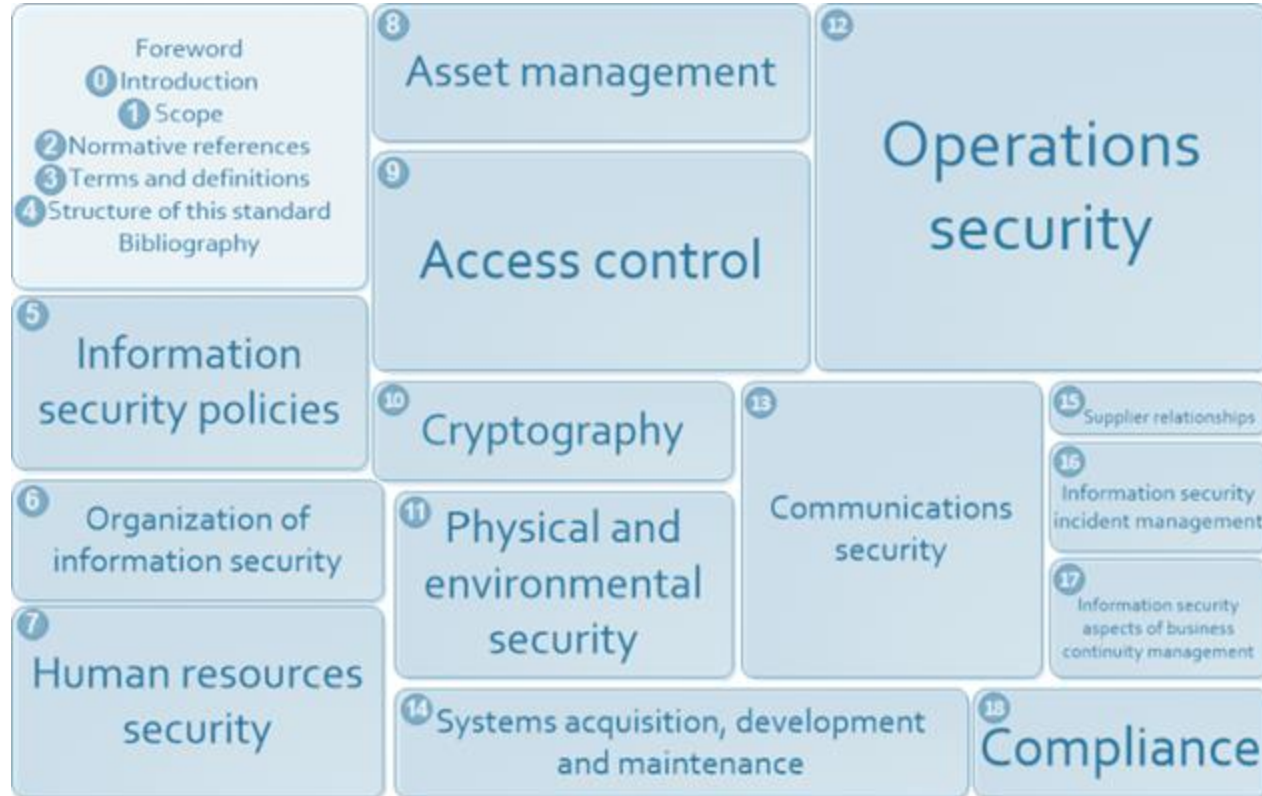 Foreword
0 Introduction
1 Scope
2 Normative references
3 Terms and definitions
4 Structure of this standard
Bibliography
5
Information
security policies
6
Organization of
information security
7
Human resources
security
8
Asset management
9
Access control
10
Cryptography
11
Physical and
environmental
security
12
Operations
security
13
Communications
security
14
Systems acquisition, development
and maintenance
15
Supplier relationships
16
Information security
incident management
17
Information security
aspects of business
continuity management
18
Compliance